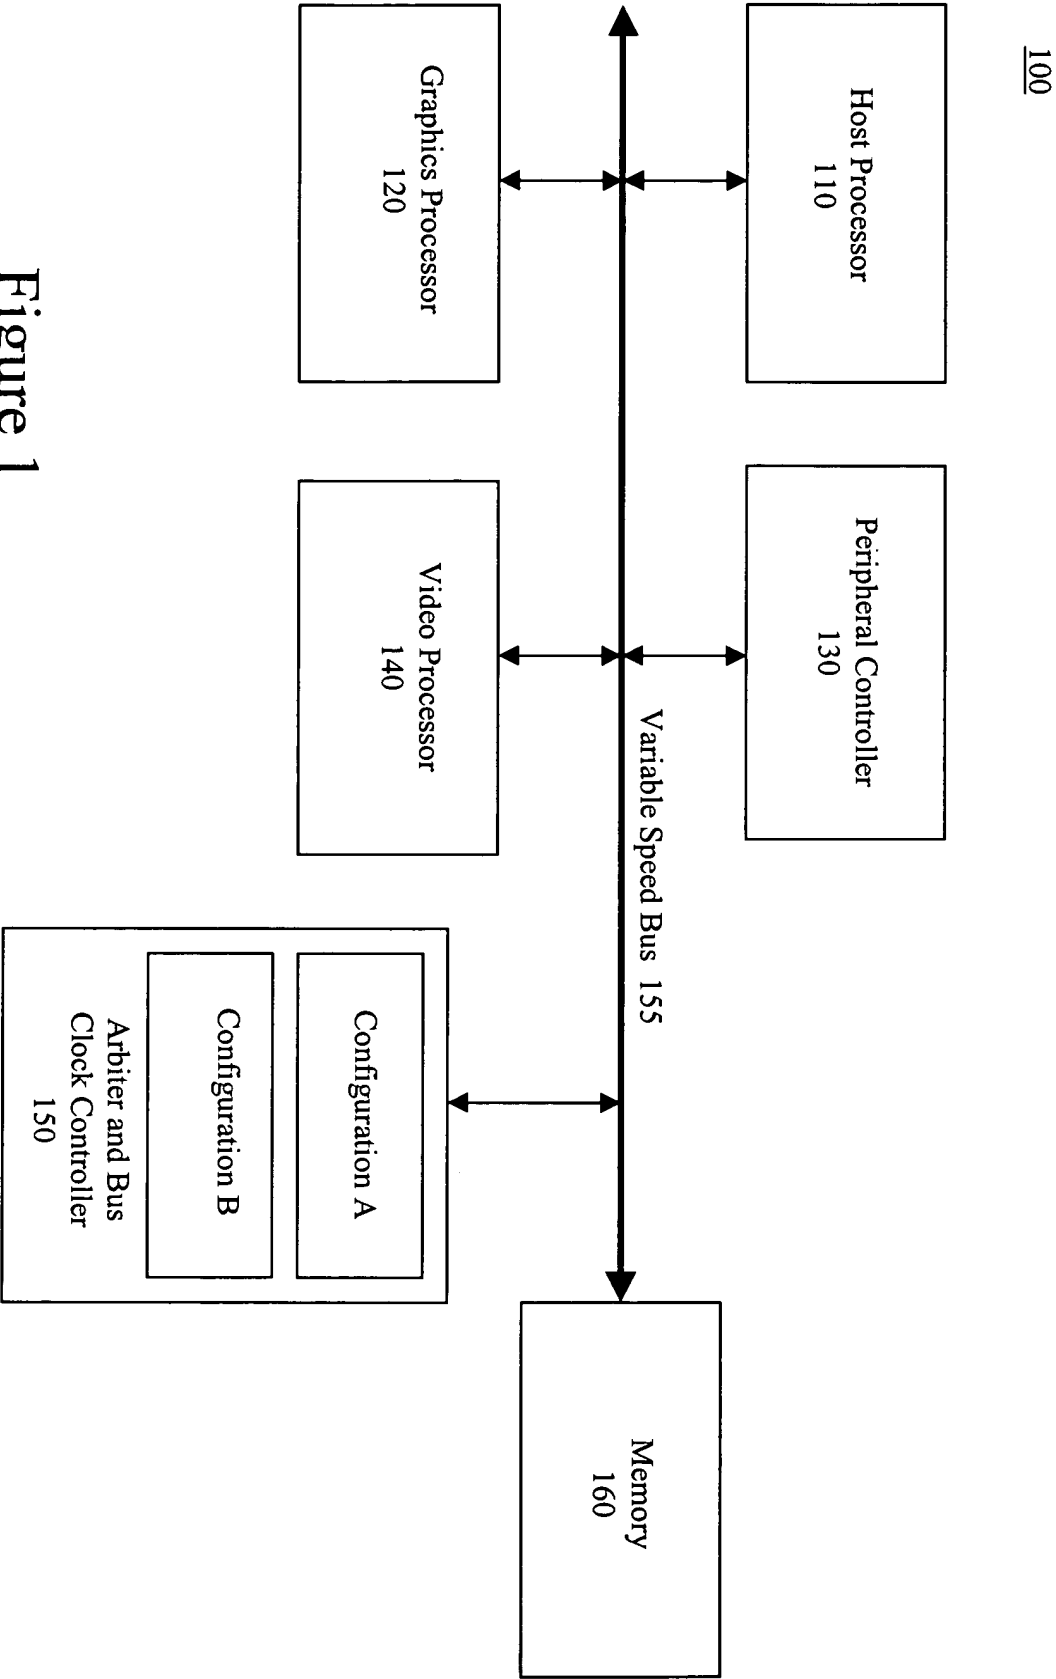 100
Host Processor
110
Peripheral Controller
130
Variable Speed Bus 155
Memory
160
Graphics Processor
120
Video Processor
140
Configuration A
Configuration B
Arbiter and Bus
Clock Controller
150
Figure 1